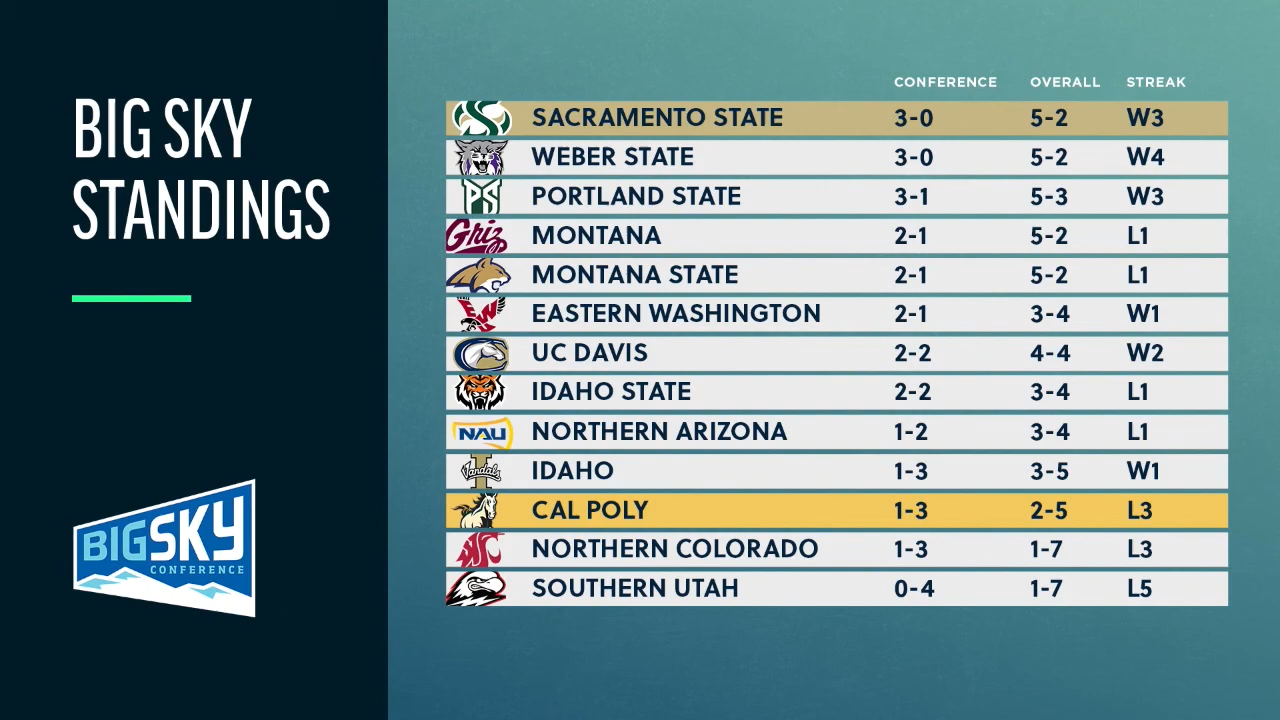 BIG SKY
STANDINGS
BIGSKY
CONFERENCE
CONFERENCE OVERALL STREAK
SACRAMENTO STATE 3-0 5-2 W3
WEBER STATE 3-0 5-2 W4
PS PORTLAND STATE 3-1 5-3 W3
Griz MONTANA 2-1 5-2 L1
MONTANA STATE 2-1 5-2 L1
EASTERN WASHINGTON 2-1 3-4 W1
UC DAVIS 2-2 4-4 W2
IDAHO STATE 2-2 3-4 L1
NAU NORTHERN ARIZONA 1-2 3-4 L1
I Vandals IDAHO 1-3 3-5 W1
CAL POLY 1-3 2-5 L3
NORTHERN COLORADO 1-3 1-7 L3
SOUTHERN UTAH 0-4 1-7 L5